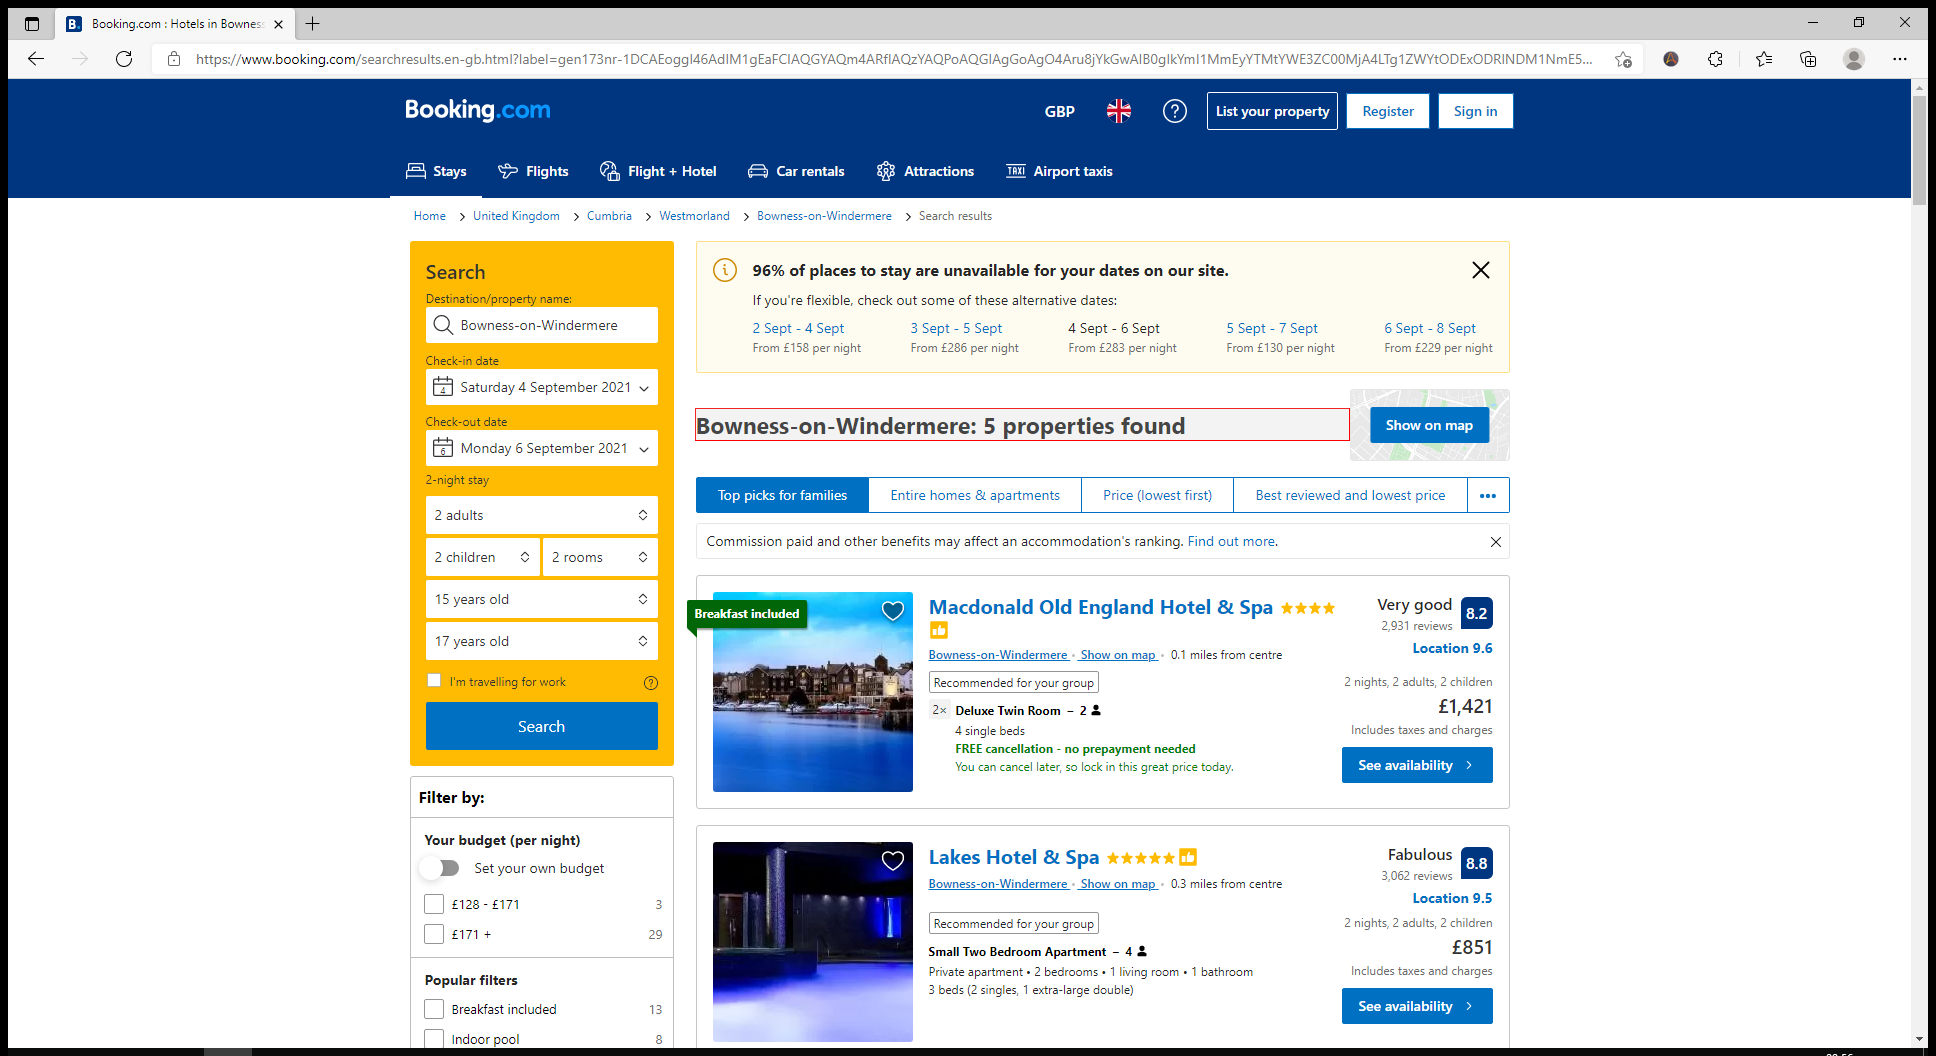 Booking.com : Hotels in Bownes
https://www.booking.com/searchresults.en-gb.html?label=gen173nr-1DCAEoggI46AdIM1gEaFCIAQGYAQm4ARfIAQzYAQPoAQGIAgGoAgO4Aru8jYkGwAIB0gIkYmI1MmEyYTMtYWE3ZC00MjA4LTg1ZWYtODExODRlNDM1NmE5...
Booking.com
GBP
?
List your property
Register
Sign in
Stays
Flights
Flight + Hotel
Car rentals
Attractions
TAXI Airport taxis
Home > United Kingdom > Cumbria > Westmorland > Bowness-on-Windermere > Search results
Search
Destination/property name:
Bowness-on-Windermere
Check-in date
4 Saturday 4 September 2021
Check-out date
6 Monday 6 September 2021
2-night stay
2 adults
2 children
2 rooms
15 years old
17 years old
I'm travelling for work
?
Search
Filter by:
Your budget (per night)
Set your own budget
£128 - £171 3
£171 + 29
Popular filters
Breakfast included 13
Indoor pool 8
96% of places to stay are unavailable for your dates on our site.
If you're flexible, check out some of these alternative dates:
2 Sept - 4 Sept 3 Sept - 5 Sept 4 Sept - 6 Sept 5 Sept - 7 Sept 6 Sept - 8 Sept
From £158 per night From £286 per night From £283 per night From £130 per night From £229 per night
Bowness-on-Windermere: 5 properties found
Show on map
Top picks for families
Entire homes & apartments
Price (lowest first)
Best reviewed and lowest price
•••
Commission paid and other benefits may affect an accommodation's ranking. Find out more.
Breakfast included
Macdonald Old England Hotel & Spa
Bowness-on-Windermere • Show on map • 0.1 miles from centre
Recommended for your group
2× Deluxe Twin Room – 2
4 single beds
FREE cancellation - no prepayment needed
You can cancel later, so lock in this great price today.
Very good 8.2
2,931 reviews
Location 9.6
2 nights, 2 adults, 2 children
£1,421
Includes taxes and charges
See availability
Lakes Hotel & Spa
Bowness-on-Windermere • Show on map • 0.3 miles from centre
Recommended for your group
Small Two Bedroom Apartment – 4
Private apartment • 2 bedrooms • 1 living room • 1 bathroom
3 beds (2 singles, 1 extra-large double)
Fabulous 8.8
3,062 reviews
Location 9.5
2 nights, 2 adults, 2 children
£851
Includes taxes and charges
See availability